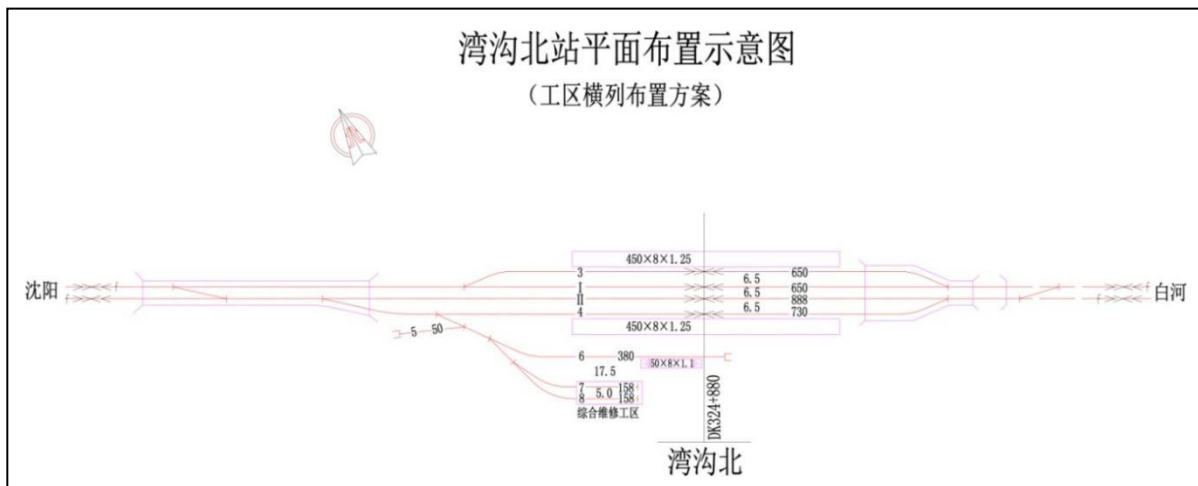 湾沟北站平面布置示意图
（工区横列布置方案）
450×8×1.25
3 650
6.5
沈阳 I 650 白河
6.5
II 888
6.5
4 730
450×8×1.25
5 50
6 380
50×8×1.1
17.5
7 158
5.0
8 158
综合维修工区
DK324+880
湾沟北